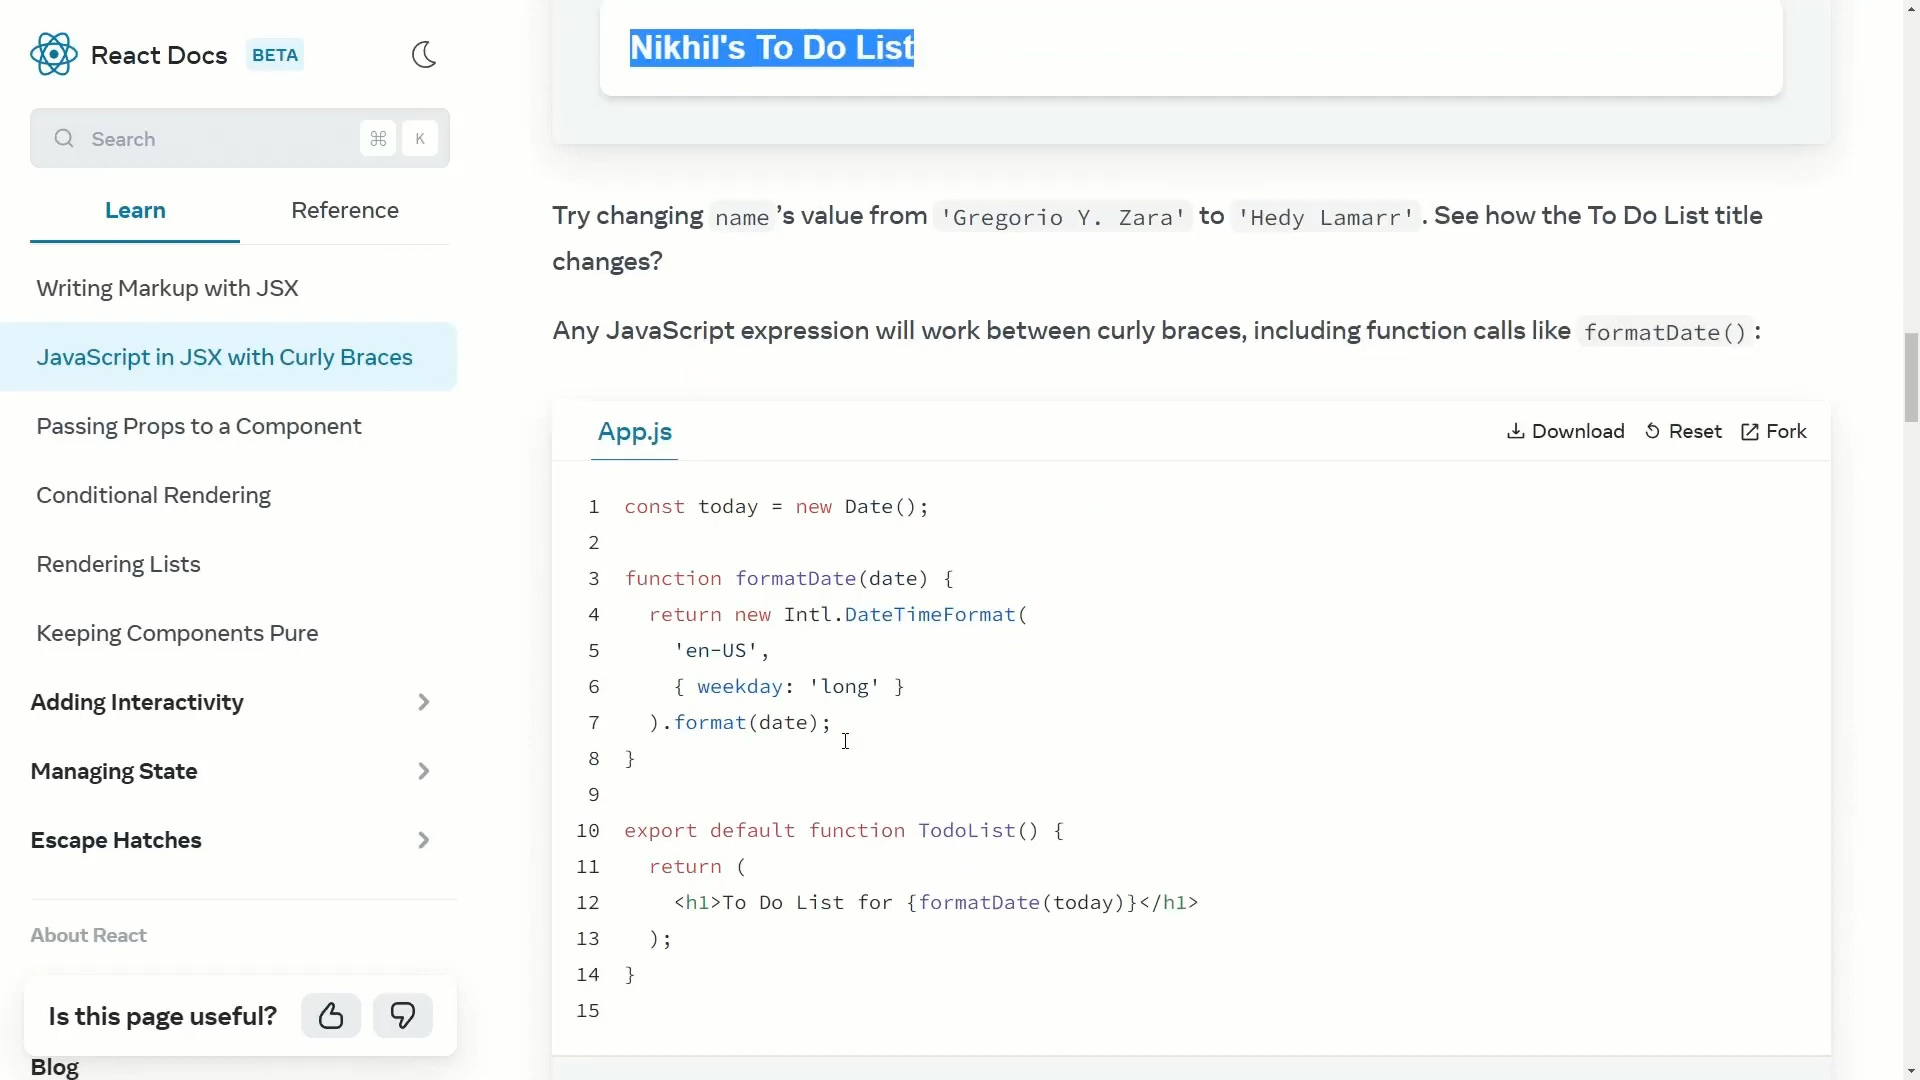 React Docs BETA
Search ⌘ K
Learn Reference
Writing Markup with JSX
JavaScript in JSX with Curly Braces
Passing Props to a Component
Conditional Rendering
Rendering Lists
Keeping Components Pure
Adding Interactivity
Managing State
Escape Hatches
About React
Is this page useful?
Blog
Nikhil's To Do List
Try changing name’s value from 'Gregorio Y. Zara' to 'Hedy Lamarr'. See how the To Do List title
changes?
Any JavaScript expression will work between curly braces, including function calls like formatDate():
App.js Download Reset Fork
1 const today = new Date();
2
3 function formatDate(date) {
4 return new Intl.DateTimeFormat(
5 'en-US',
6 { weekday: 'long' }
7 ).format(date);
8 }
9
10 export default function TodoList() {
11 return (
12 <h1>To Do List for {formatDate(today)}</h1>
13 );
14 }
15